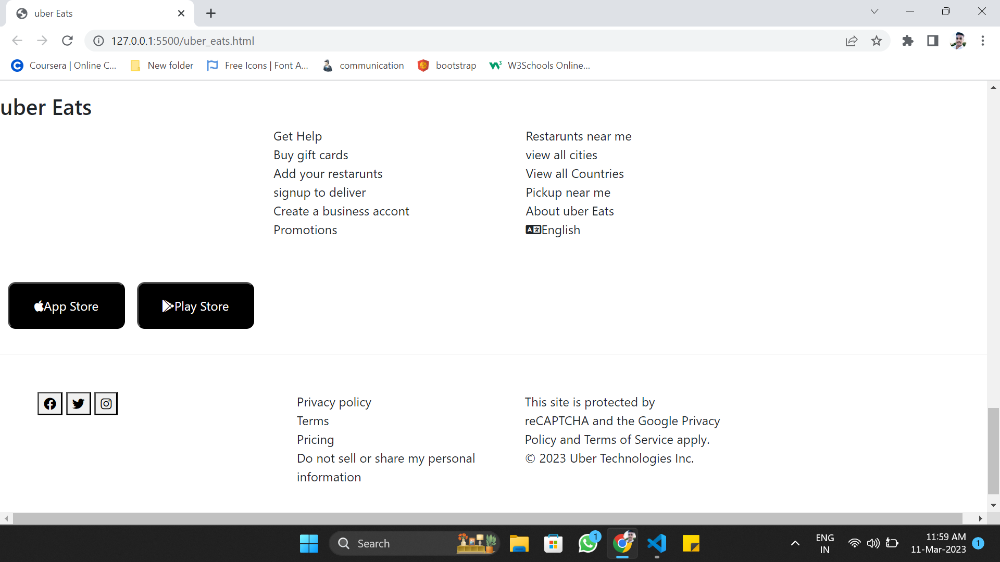 uber Eats
127.0.0.1:5500/uber_eats.html
Coursera | Online C...
New folder
Free Icons | Font A...
communication
bootstrap
W3Schools Online...
uber Eats
Get Help
Buy gift cards
Add your restarunts
signup to deliver
Create a business accont
Promotions
Restarunts near me
view all cities
View all Countries
Pickup near me
About uber Eats
English
App Store
Play Store
Privacy policy
Terms
Pricing
Do not sell or share my personal
information
This site is protected by
reCAPTCHA and the Google Privacy
Policy and Terms of Service apply.
© 2023 Uber Technologies Inc.
Search
1
ENG
IN
11:59 AM
11-Mar-2023
1